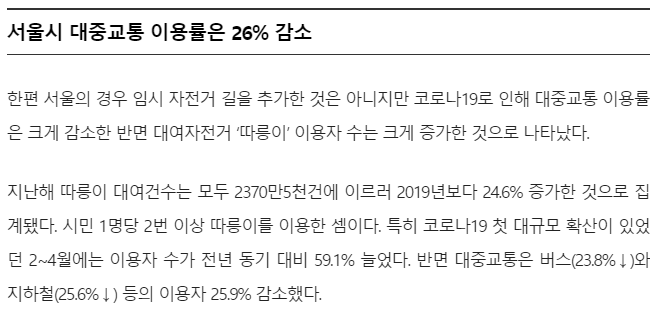 서울시 대중교통 이용률은 26% 감소
한편 서울의 경우 임시 자전거 길을 추가한 것은 아니지만 코로나19로 인해 대중교통 이용률
은 크게 감소한 반면 대여자전거 ‘따릉이’ 이용자 수는 크게 증가한 것으로 나타났다.
지난해 따릉이 대여건수는 모두 2370만5천건에 이르러 2019년보다 24.6% 증가한 것으로 집
계됐다. 시민 1명당 2번 이상 따릉이를 이용한 셈이다. 특히 코로나19 첫 대규모 확산이 있었
던 2~4월에는 이용자 수가 전년 동기 대비 59.1% 늘었다. 반면 대중교통은 버스(23.8%↓)와
지하철(25.6%↓) 등의 이용자 25.9% 감소했다.